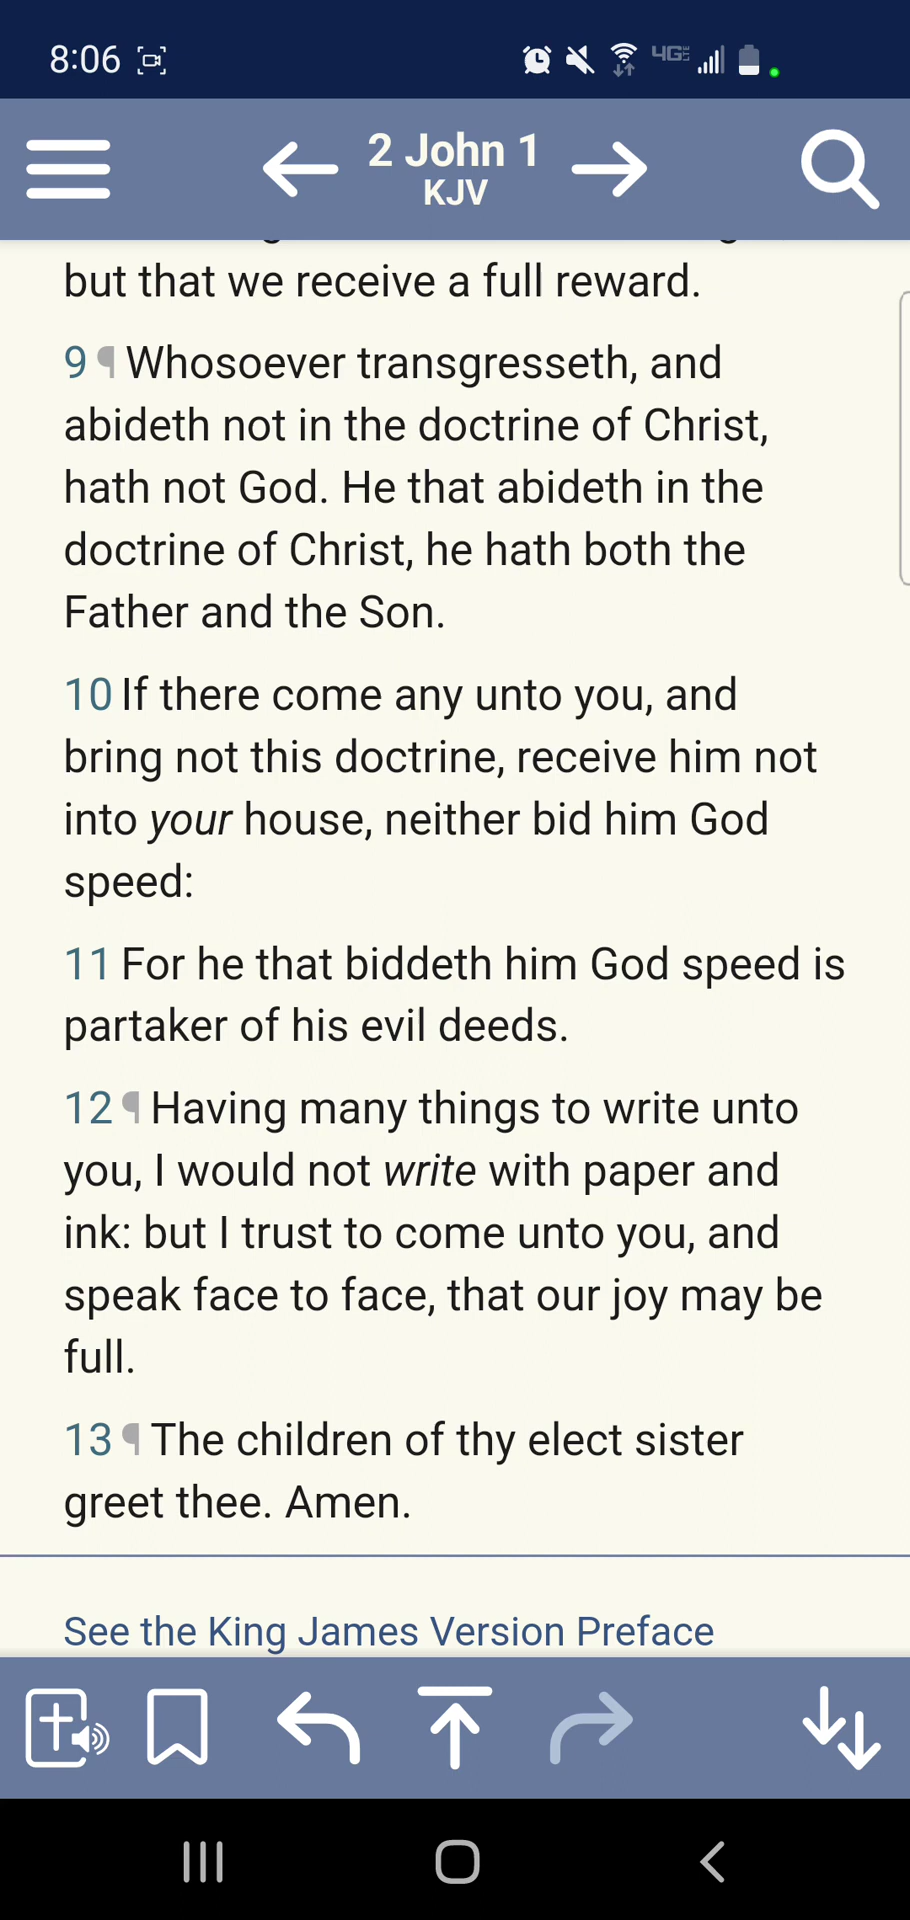 8:06 4GE
2 John 1
KJV
but that we receive a full reward.
9 ¶ Whosoever transgresseth, and
abideth not in the doctrine of Christ,
hath not God. He that abideth in the
doctrine of Christ, he hath both the
Father and the Son.
10 If there come any unto you, and
bring not this doctrine, receive him not
into your house, neither bid him God
speed:
11 For he that biddeth him God speed is
partaker of his evil deeds.
12 ¶ Having many things to write unto
you, I would not write with paper and
ink: but I trust to come unto you, and
speak face to face, that our joy may be
full.
13 ¶ The children of thy elect sister
greet thee. Amen.
See the King James Version Preface